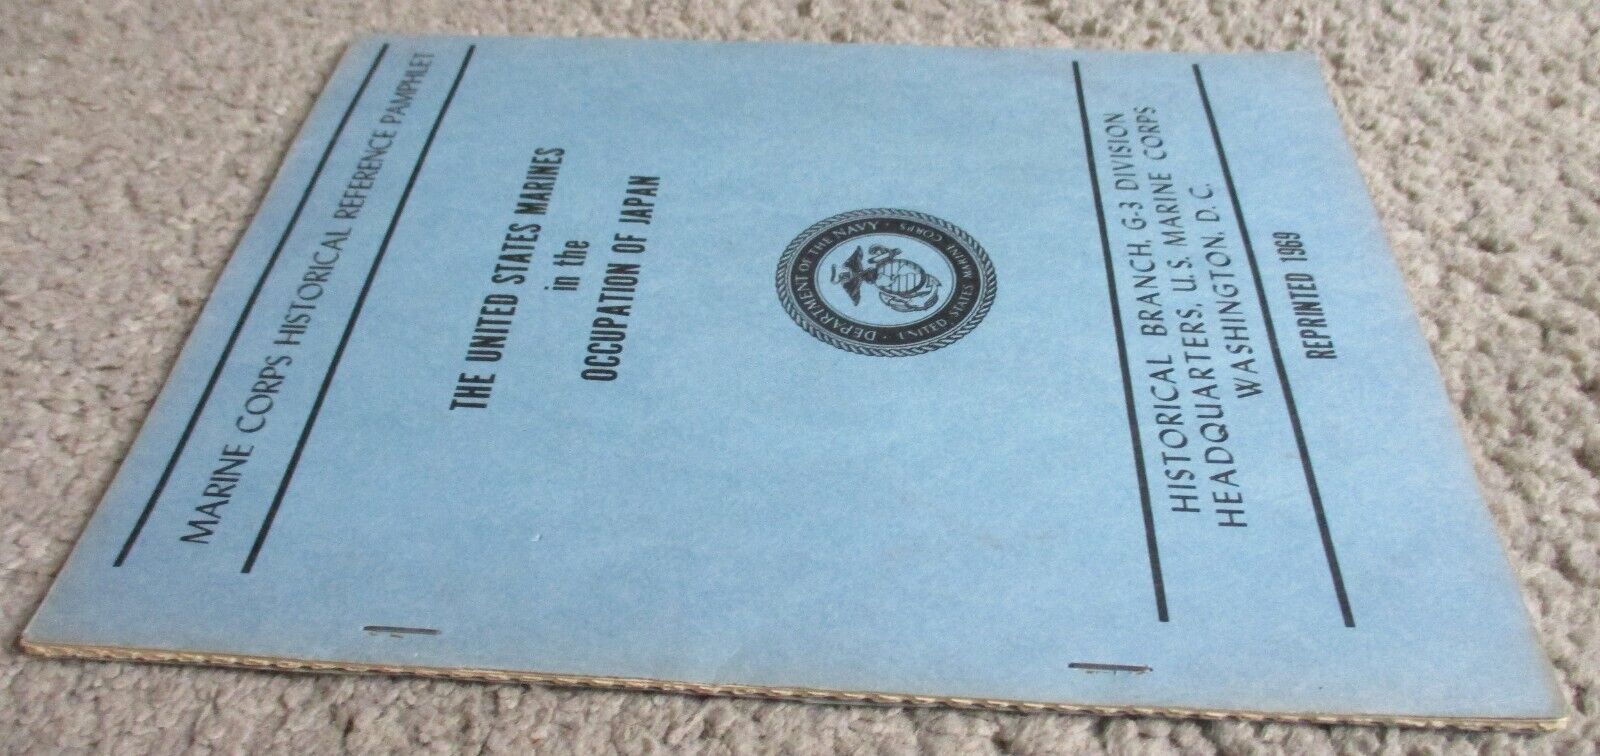 MARINE CORPS HISTORICAL REFERENCE PAMPHLET
THE UNITED STATES MARINES
in the
OCCUPATION OF JAPAN
DEPARTMENT OF THE NAVY
UNITED STATES MARINE CORPS
HISTORICAL BRANCH, G-3 DIVISION
HEADQUARTERS, U.S. MARINE CORPS
WASHINGTON, D.C.
REPRINTED 1969